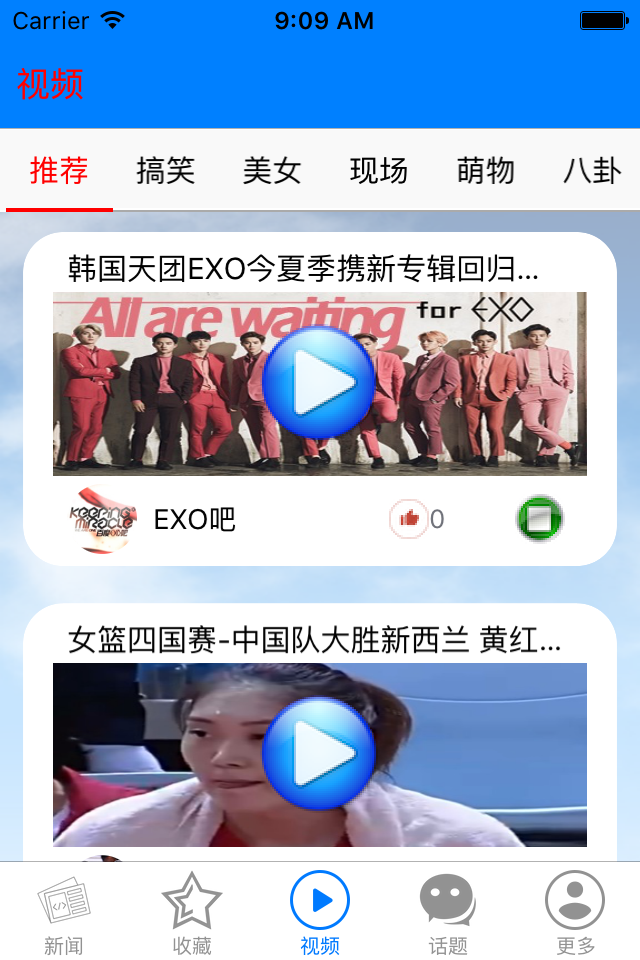 Carrier 9:09 AM
视频
推荐 搞笑 美女 现场 萌物 八卦
韩国天团EXO今夏季携新专辑回归...
All are waiting for EXO
Keeping miracle
EXO吧 0
女篮四国赛-中国队大胜新西兰 黄红...
新闻 收藏 视频 话题 更多